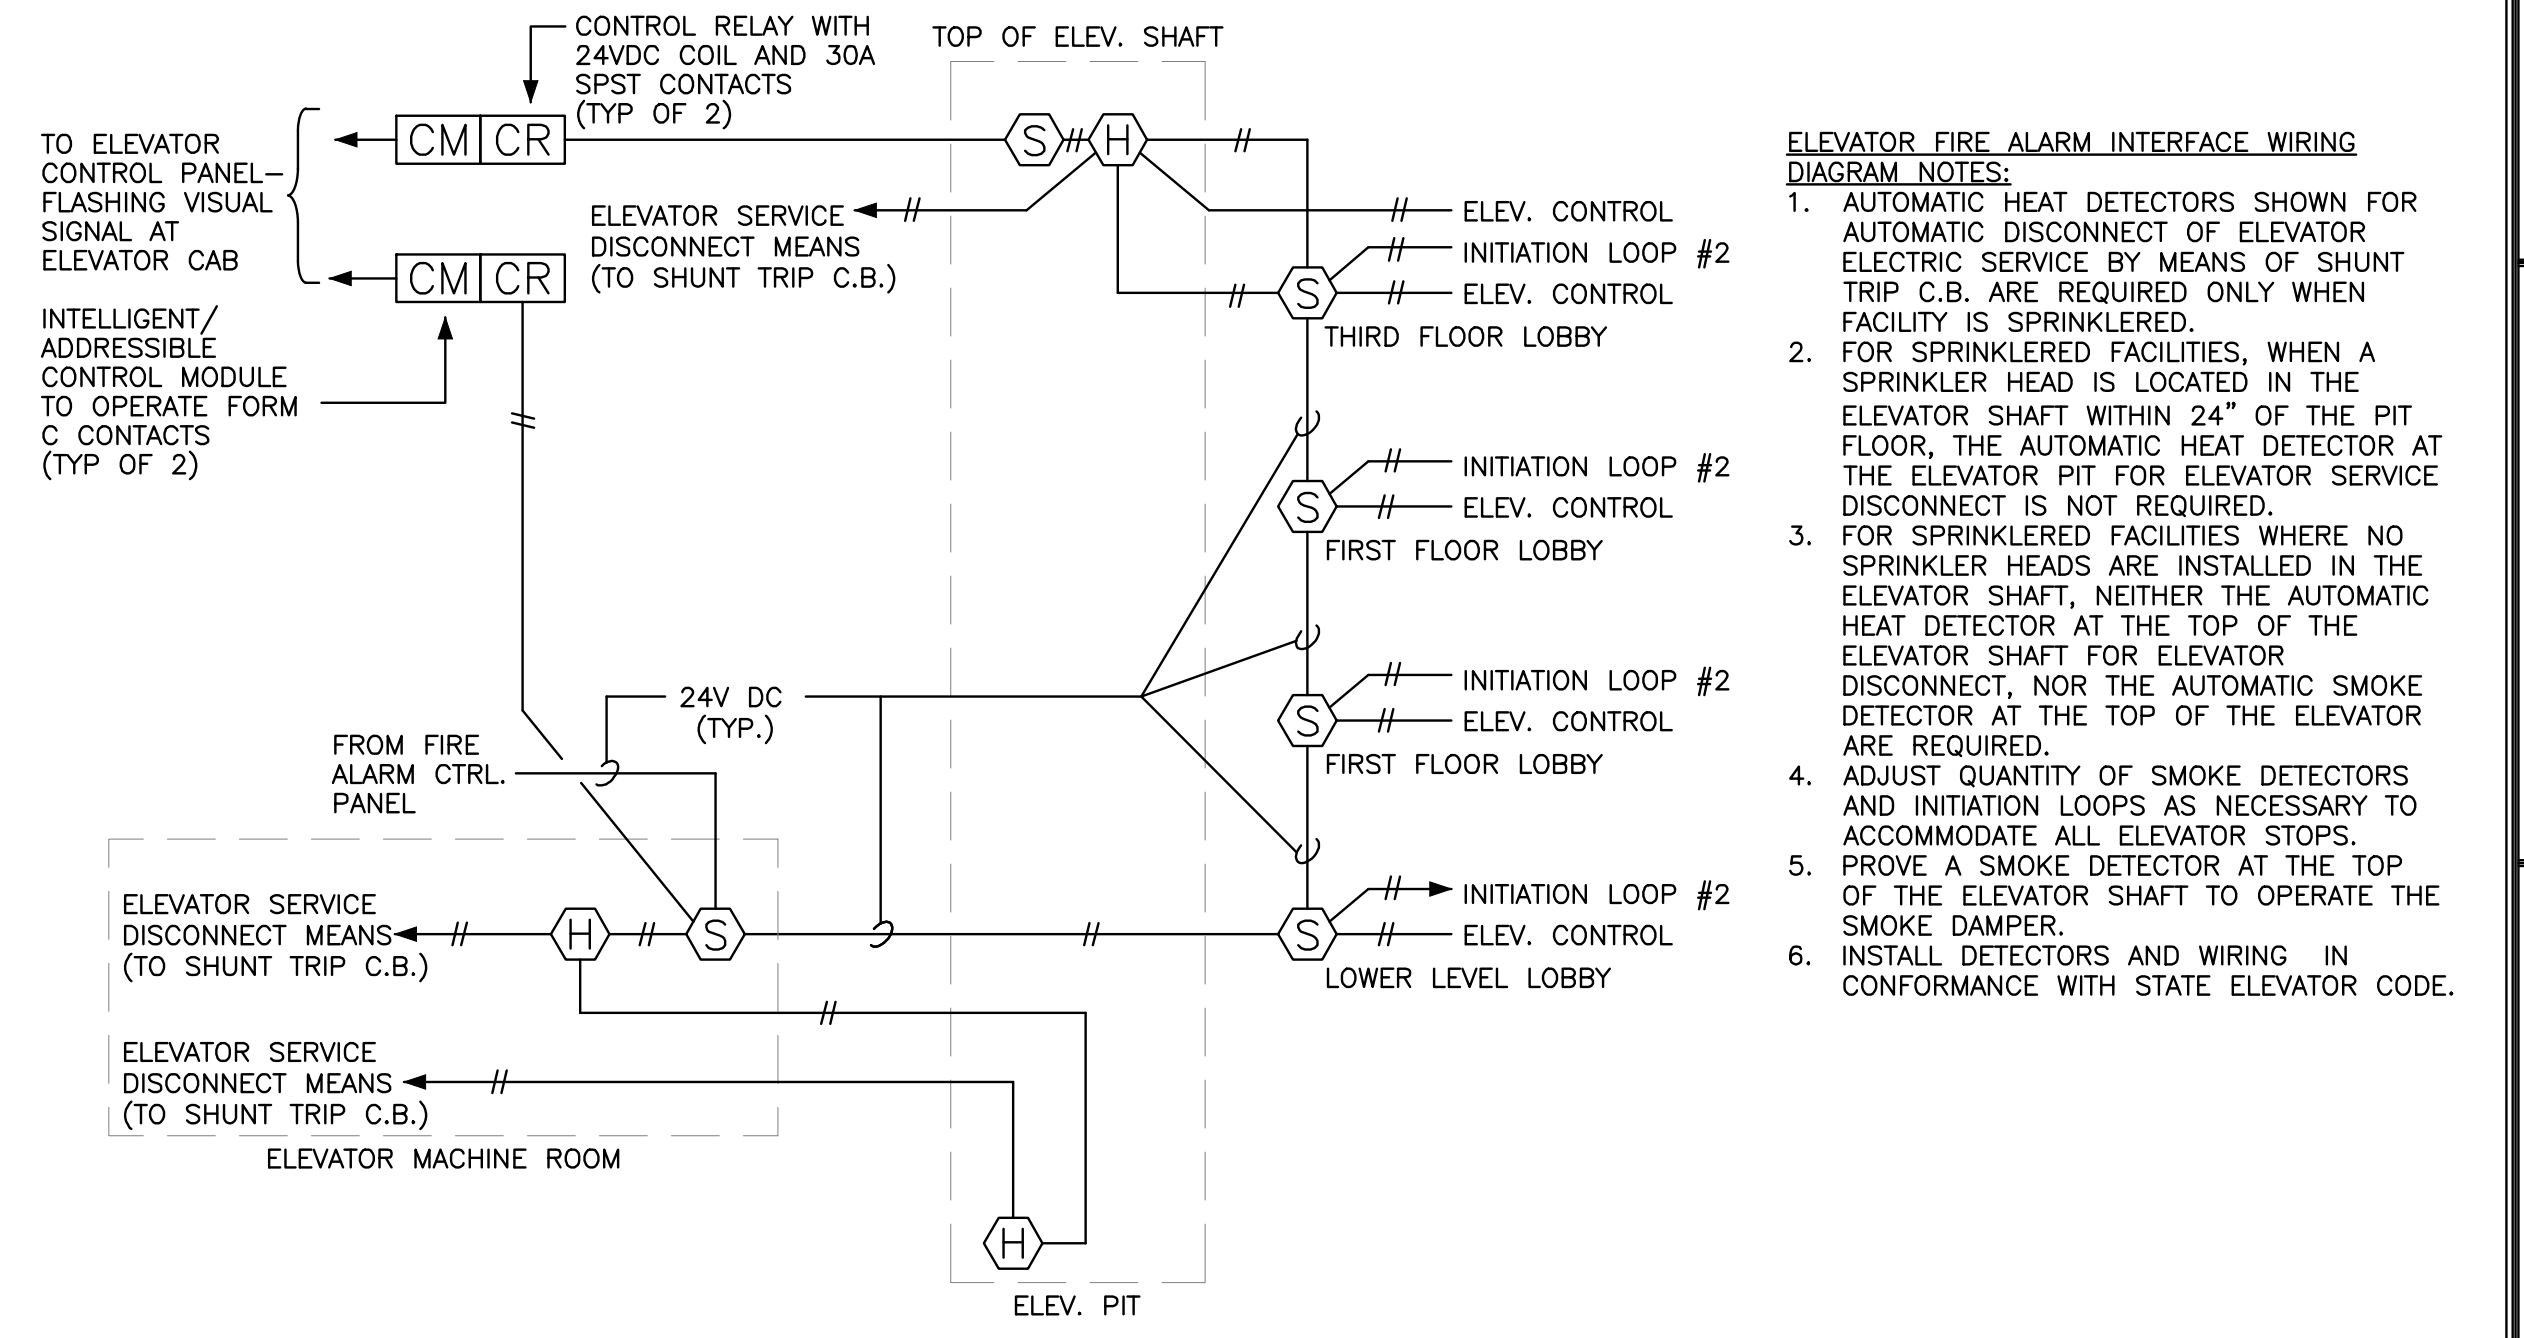 CONTROL RELAY WITH
24VDC COIL AND 30A
SPST CONTACTS
(TYP OF 2)
TOP OF ELEV. SHAFT
TO ELEVATOR
CONTROL PANEL–
FLASHING VISUAL
SIGNAL AT
ELEVATOR CAB
CM CR
S H
CM CR
INTELLIGENT/
ADDRESSIBLE
CONTROL MODULE
TO OPERATE FORM
C CONTACTS
(TYP OF 2)
ELEVATOR SERVICE
DISCONNECT MEANS
(TO SHUNT TRIP C.B.)
ELEV. CONTROL
INITIATION LOOP #2
S
ELEV. CONTROL
THIRD FLOOR LOBBY
INITIATION LOOP #2
S
ELEV. CONTROL
FIRST FLOOR LOBBY
INITIATION LOOP #2
S
ELEV. CONTROL
FIRST FLOOR LOBBY
24V DC
(TYP.)
FROM FIRE
ALARM CTRL.
PANEL
ELEVATOR SERVICE
DISCONNECT MEANS
(TO SHUNT TRIP C.B.)
H S
INITIATION LOOP #2
S
ELEV. CONTROL
LOWER LEVEL LOBBY
ELEVATOR SERVICE
DISCONNECT MEANS
(TO SHUNT TRIP C.B.)
ELEVATOR MACHINE ROOM
H
ELEV. PIT
ELEVATOR FIRE ALARM INTERFACE WIRING
DIAGRAM NOTES:
1. AUTOMATIC HEAT DETECTORS SHOWN FOR
AUTOMATIC DISCONNECT OF ELEVATOR
ELECTRIC SERVICE BY MEANS OF SHUNT
TRIP C.B. ARE REQUIRED ONLY WHEN
FACILITY IS SPRINKLERED.
2. FOR SPRINKLERED FACILITIES, WHEN A
SPRINKLER HEAD IS LOCATED IN THE
ELEVATOR SHAFT WITHIN 24” OF THE PIT
FLOOR, THE AUTOMATIC HEAT DETECTOR AT
THE ELEVATOR PIT FOR ELEVATOR SERVICE
DISCONNECT IS NOT REQUIRED.
3. FOR SPRINKLERED FACILITIES WHERE NO
SPRINKLER HEADS ARE INSTALLED IN THE
ELEVATOR SHAFT, NEITHER THE AUTOMATIC
HEAT DETECTOR AT THE TOP OF THE
ELEVATOR SHAFT FOR ELEVATOR
DISCONNECT, NOR THE AUTOMATIC SMOKE
DETECTOR AT THE TOP OF THE ELEVATOR
ARE REQUIRED.
4. ADJUST QUANTITY OF SMOKE DETECTORS
AND INITIATION LOOPS AS NECESSARY TO
ACCOMMODATE ALL ELEVATOR STOPS.
5. PROVE A SMOKE DETECTOR AT THE TOP
OF THE ELEVATOR SHAFT TO OPERATE THE
SMOKE DAMPER.
6. INSTALL DETECTORS AND WIRING IN
CONFORMANCE WITH STATE ELEVATOR CODE.